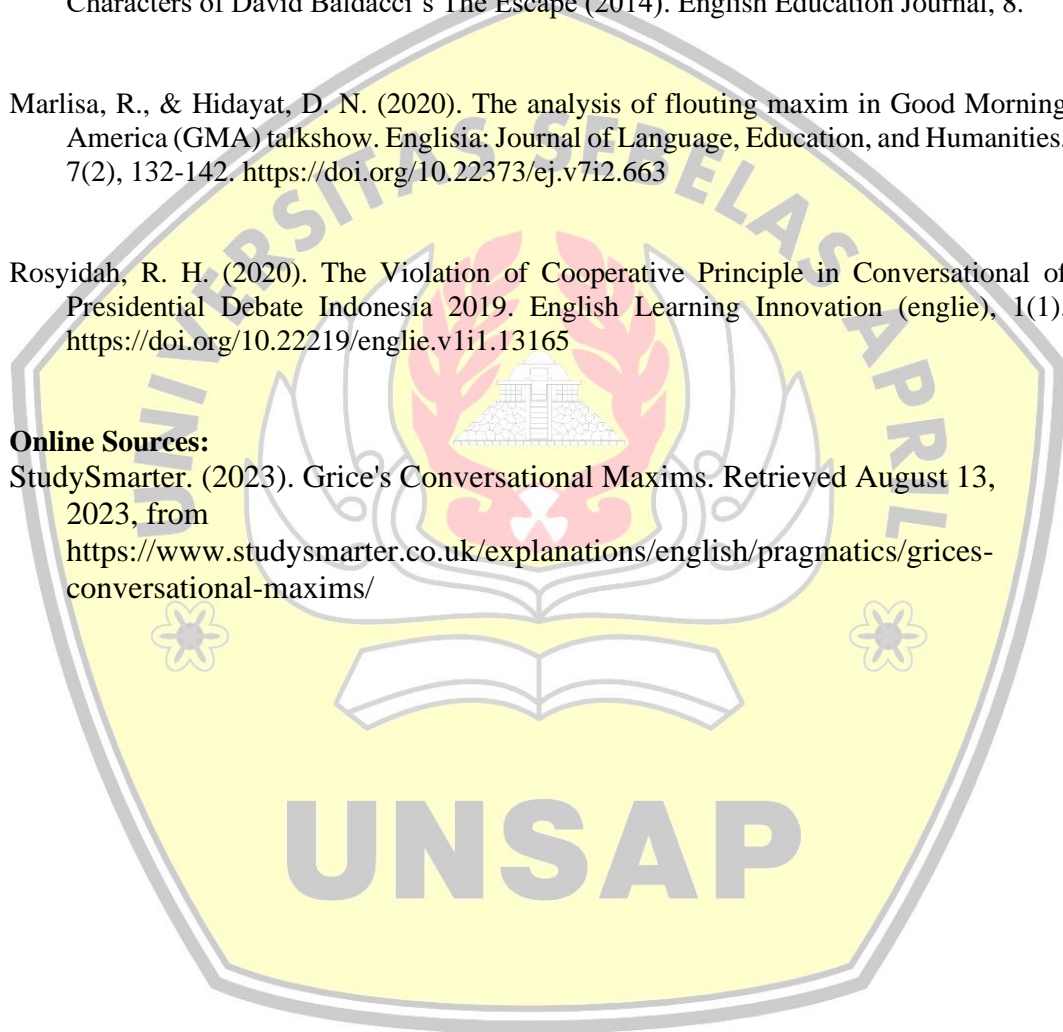 Characters of David Baldacci's The Escape (2014). English Education Journal, 8.
Marlisa, R., & Hidayat, D. N. (2020). The analysis of flouting maxim in Good Morning
America (GMA) talkshow. Englisia: Journal of Language, Education, and Humanities,
7(2), 132-142. https://doi.org/10.22373/ej.v7i2.663
Rosyidah, R. H. (2020). The Violation of Cooperative Principle in Conversational of
Presidential Debate Indonesia 2019. English Learning Innovation (englie), 1(1).
https://doi.org/10.22219/englie.v1i1.13165
Online Sources:
StudySmarter. (2023). Grice's Conversational Maxims. Retrieved August 13,
2023, from
https://www.studysmarter.co.uk/explanations/english/pragmatics/grices-
conversational-maxims/
UNIVERSITAS SEBELAS APRIL
UNSAP